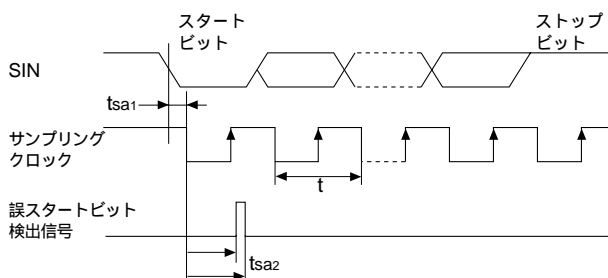 スタート
ビット
ストップ
ビット
SIN
tsa1
サンプリング
クロック
t
誤スタートビット
検出信号
tsa2